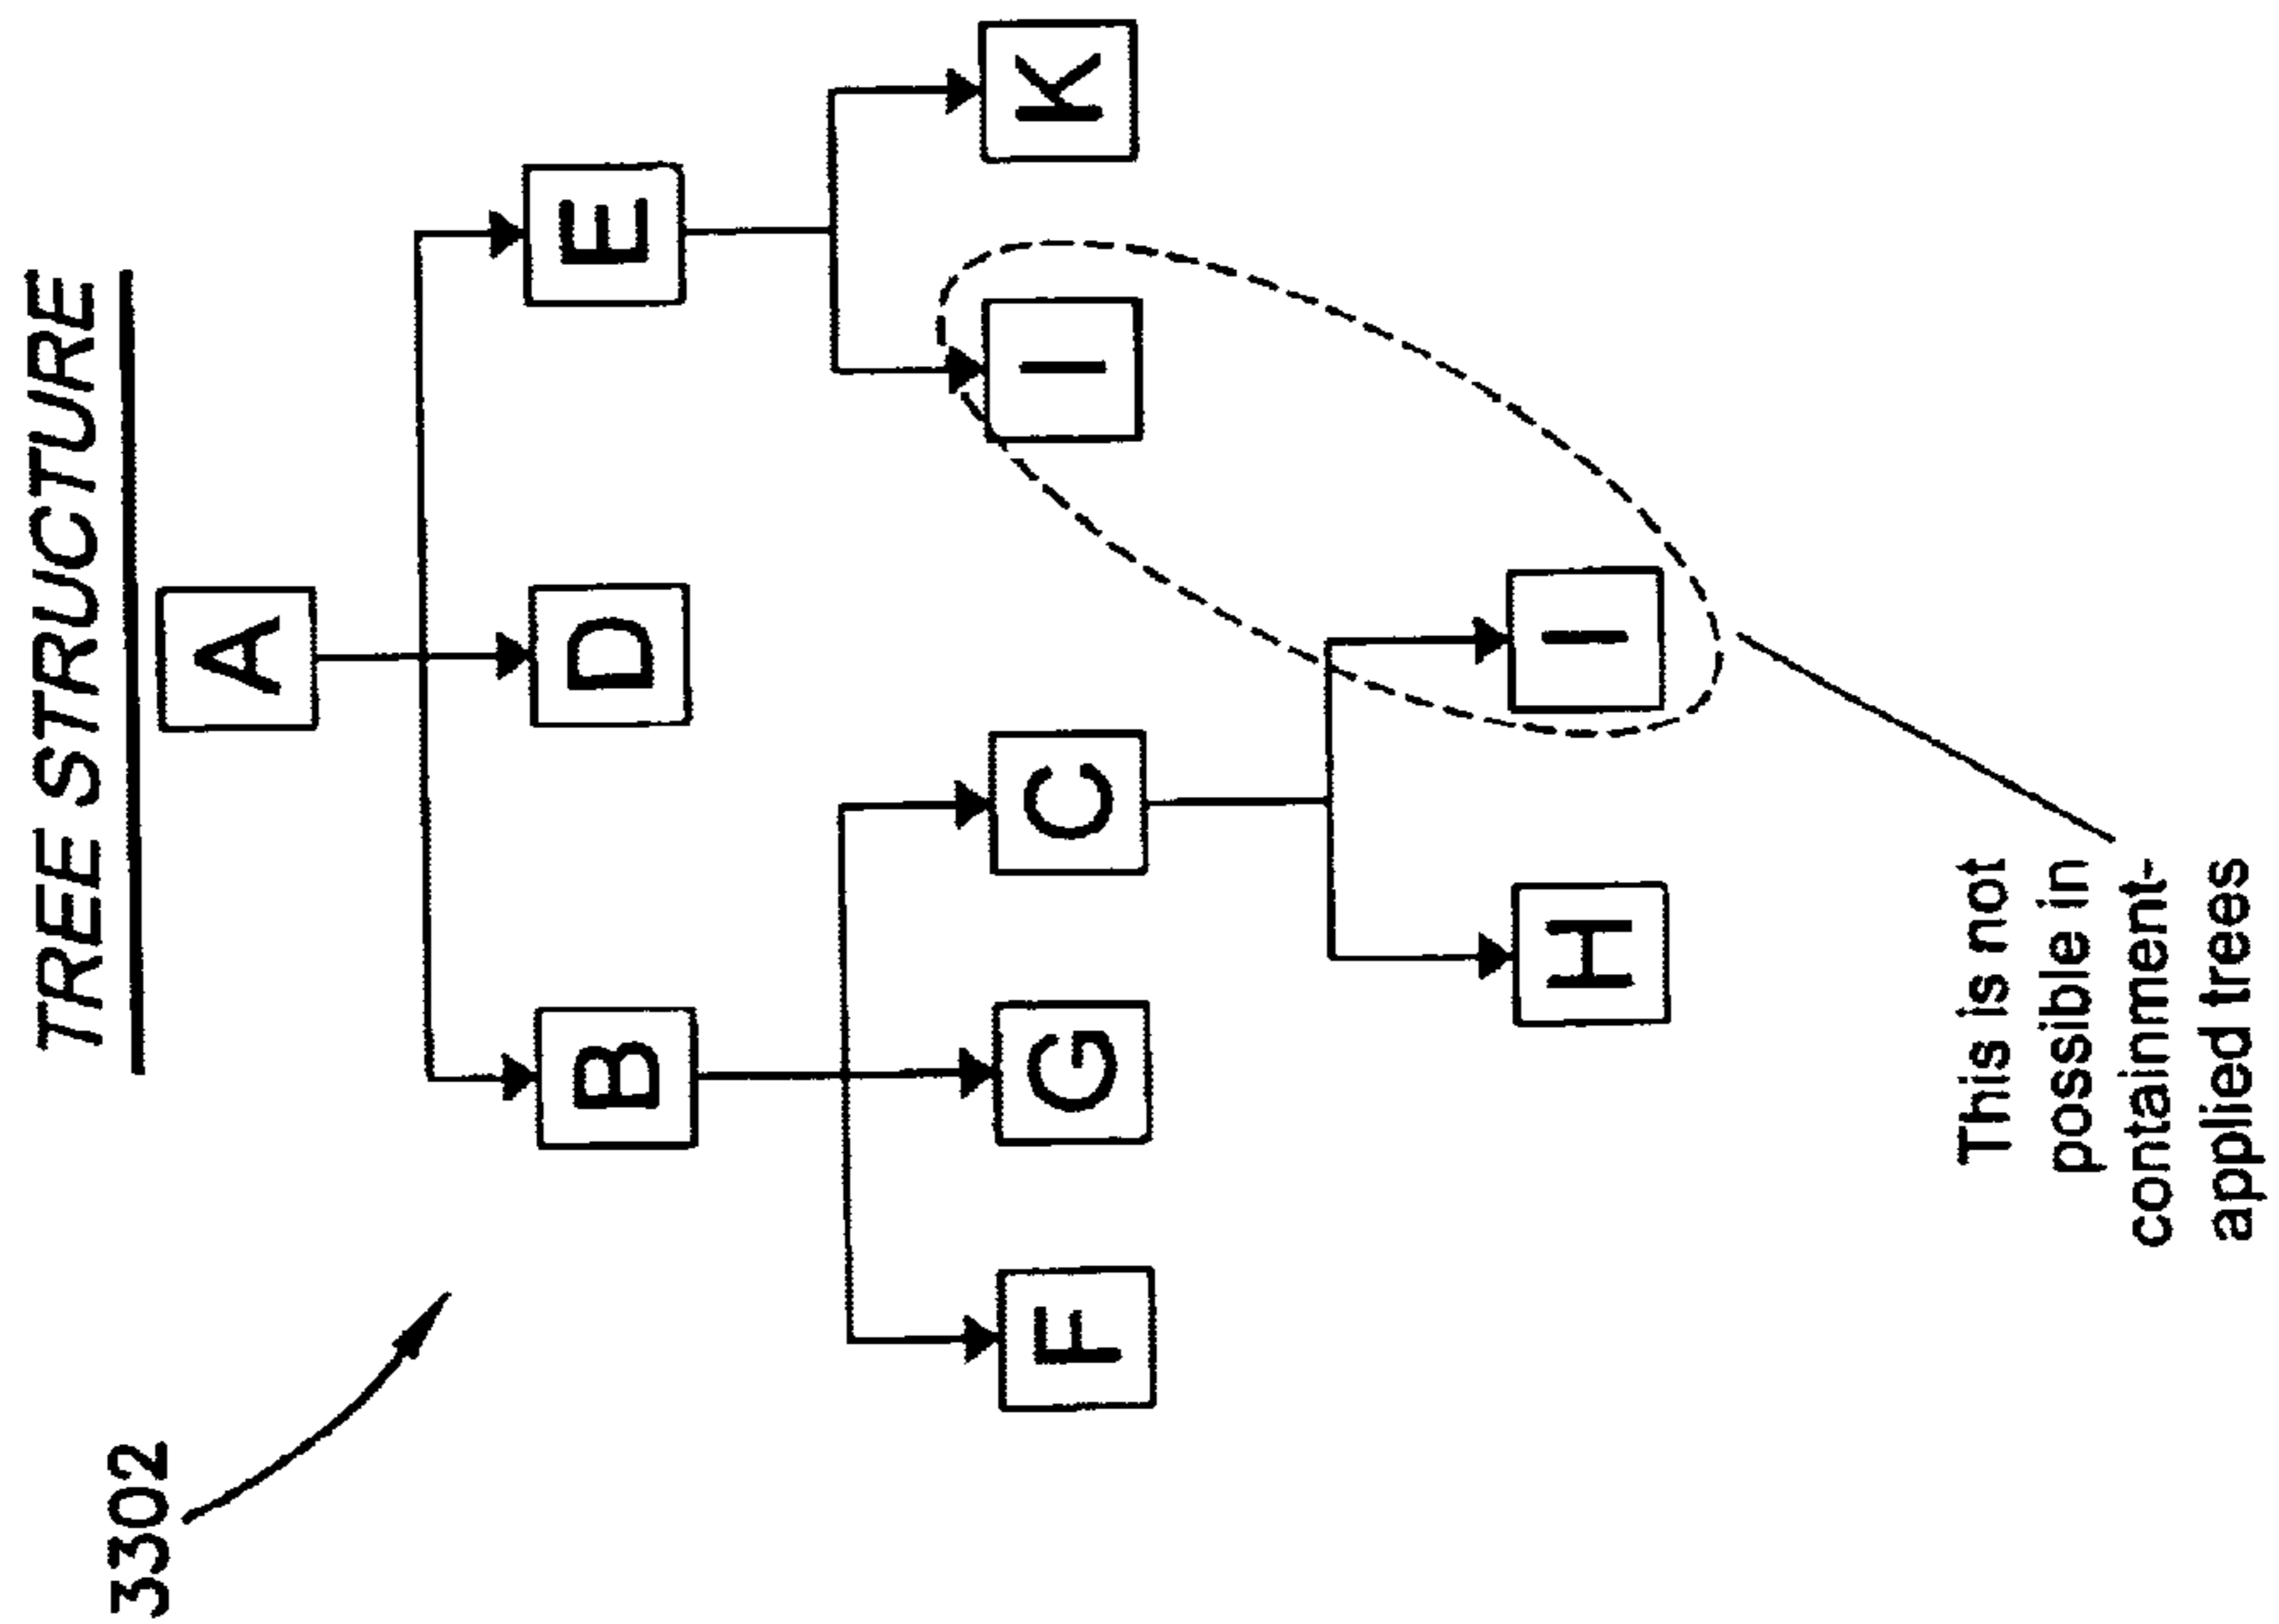 TREE STRUCTURE
3302
A
B
D
E
F
G
C
I
K
H
I
This is not
possible in
containment-
applied trees